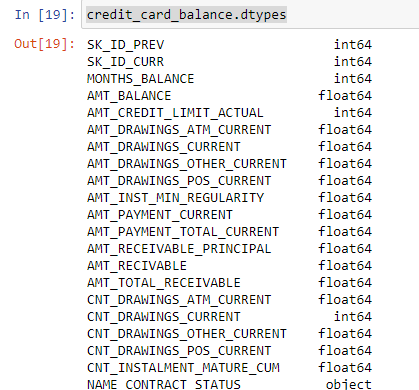 In [19]: credit_card_balance.dtypes
Out[19]: SK_ID_PREV int64
SK_ID_CURR int64
MONTHS_BALANCE int64
AMT_BALANCE float64
AMT_CREDIT_LIMIT_ACTUAL int64
AMT_DRAWINGS_ATM_CURRENT float64
AMT_DRAWINGS_CURRENT float64
AMT_DRAWINGS_OTHER_CURRENT float64
AMT_DRAWINGS_POS_CURRENT float64
AMT_INST_MIN_REGULARITY float64
AMT_PAYMENT_CURRENT float64
AMT_PAYMENT_TOTAL_CURRENT float64
AMT_RECEIVABLE_PRINCIPAL float64
AMT_RECIVABLE float64
AMT_TOTAL_RECEIVABLE float64
CNT_DRAWINGS_ATM_CURRENT float64
CNT_DRAWINGS_CURRENT int64
CNT_DRAWINGS_OTHER_CURRENT float64
CNT_DRAWINGS_POS_CURRENT float64
CNT_INSTALMENT_MATURE_CUM float64
NAME_CONTRACT_STATUS object